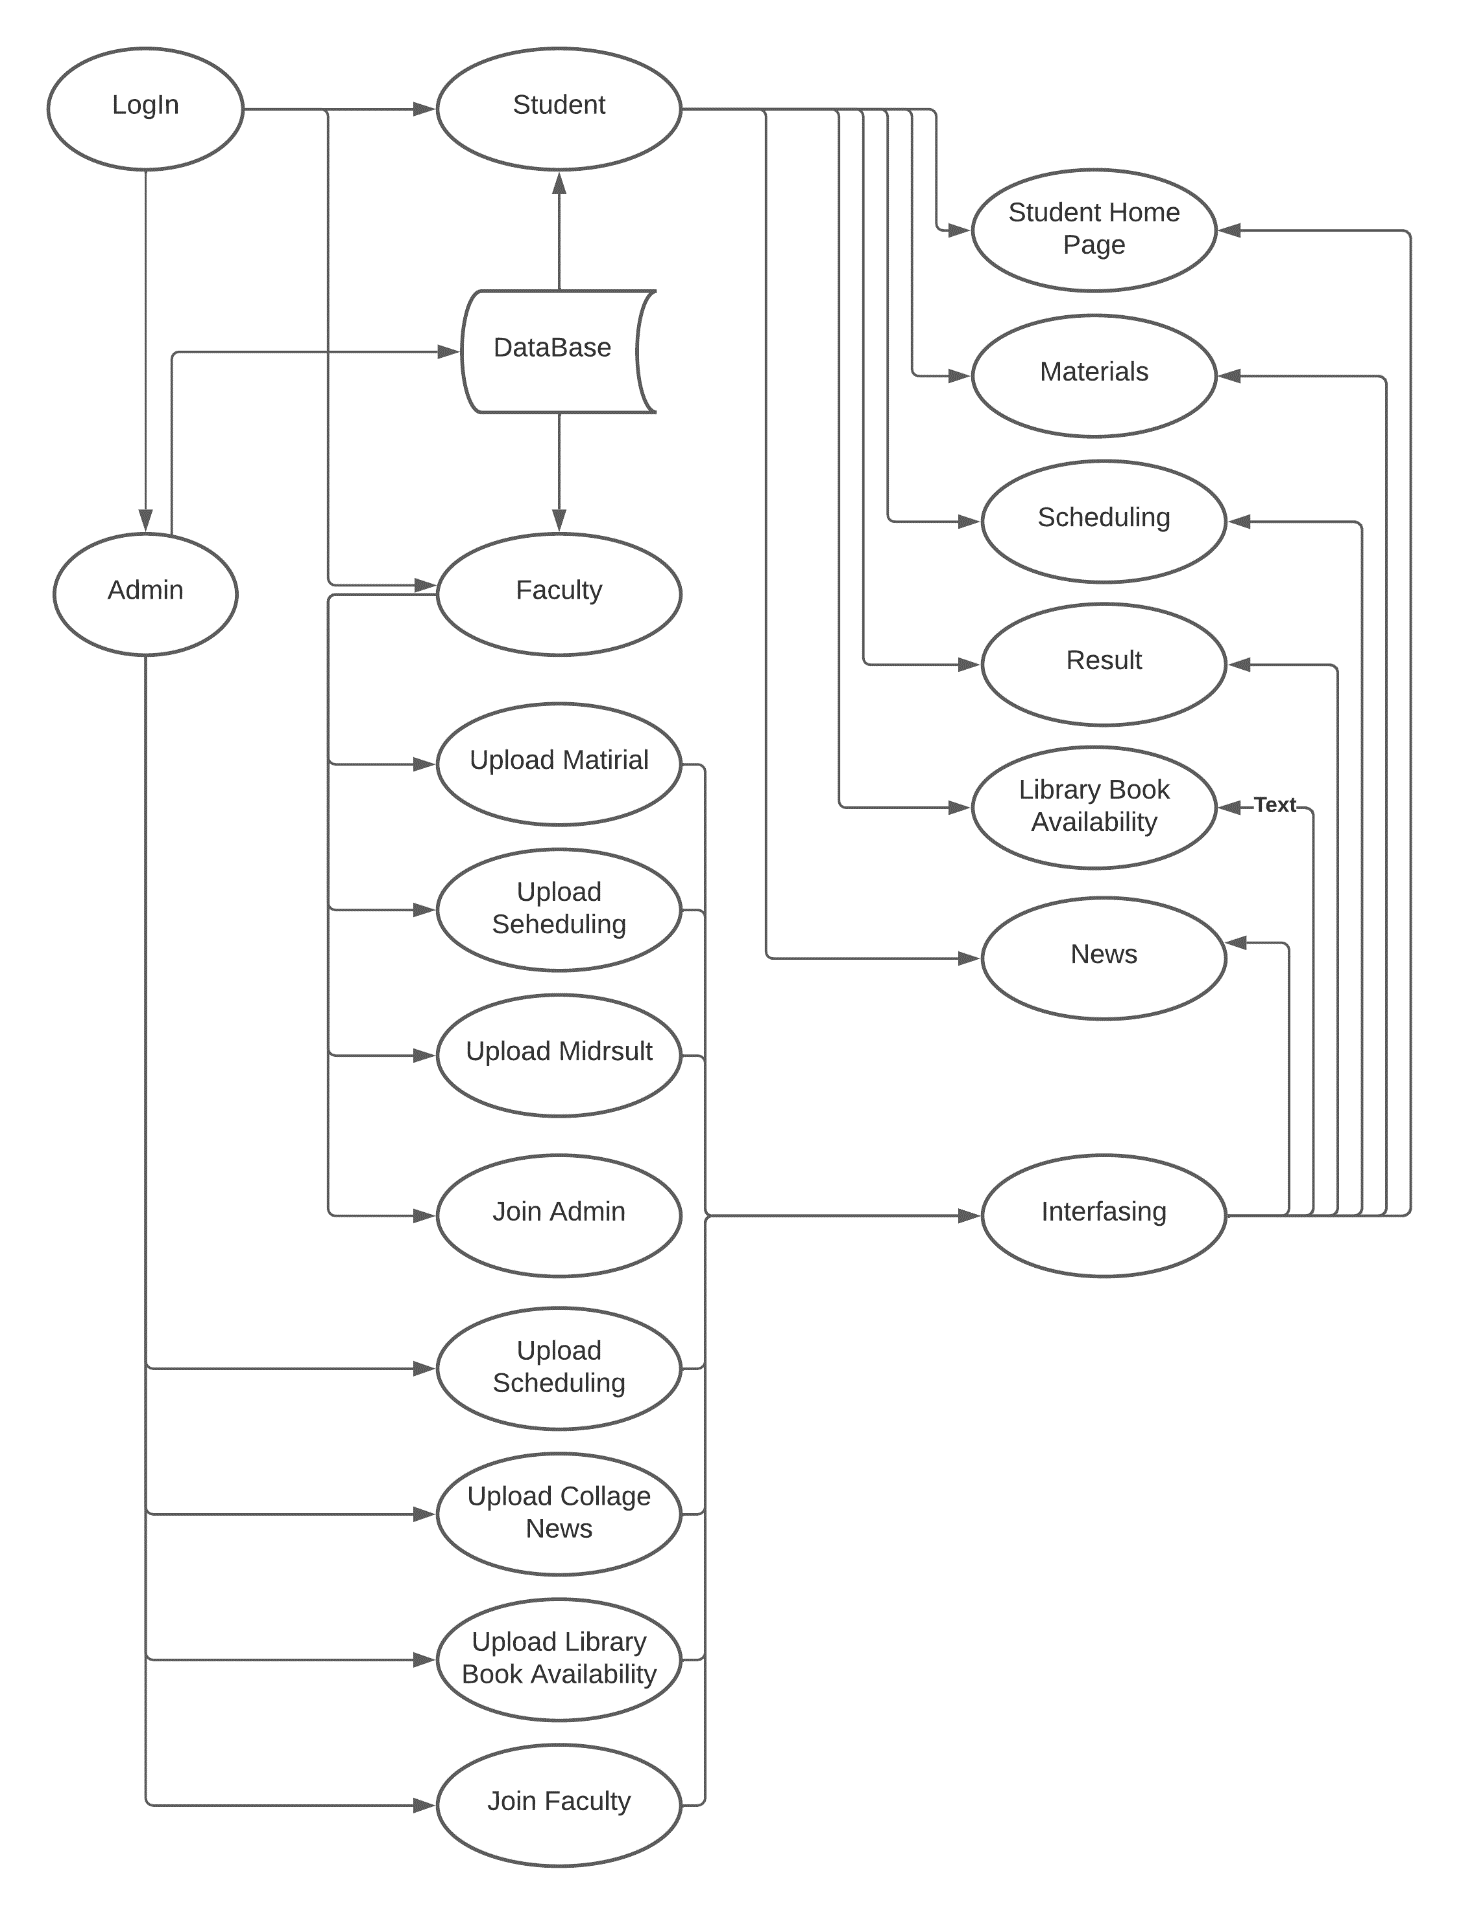 LogIn
Student
Student Home
Page
DataBase
Materials
Scheduling
Admin
Faculty
Result
Upload Matirial
Library Book
Availability
Text
Upload
Seheduling
News
Upload Midrsult
Join Admin
Interfasing
Upload
Scheduling
Upload Collage
News
Upload Library
Book Availability
Join Faculty